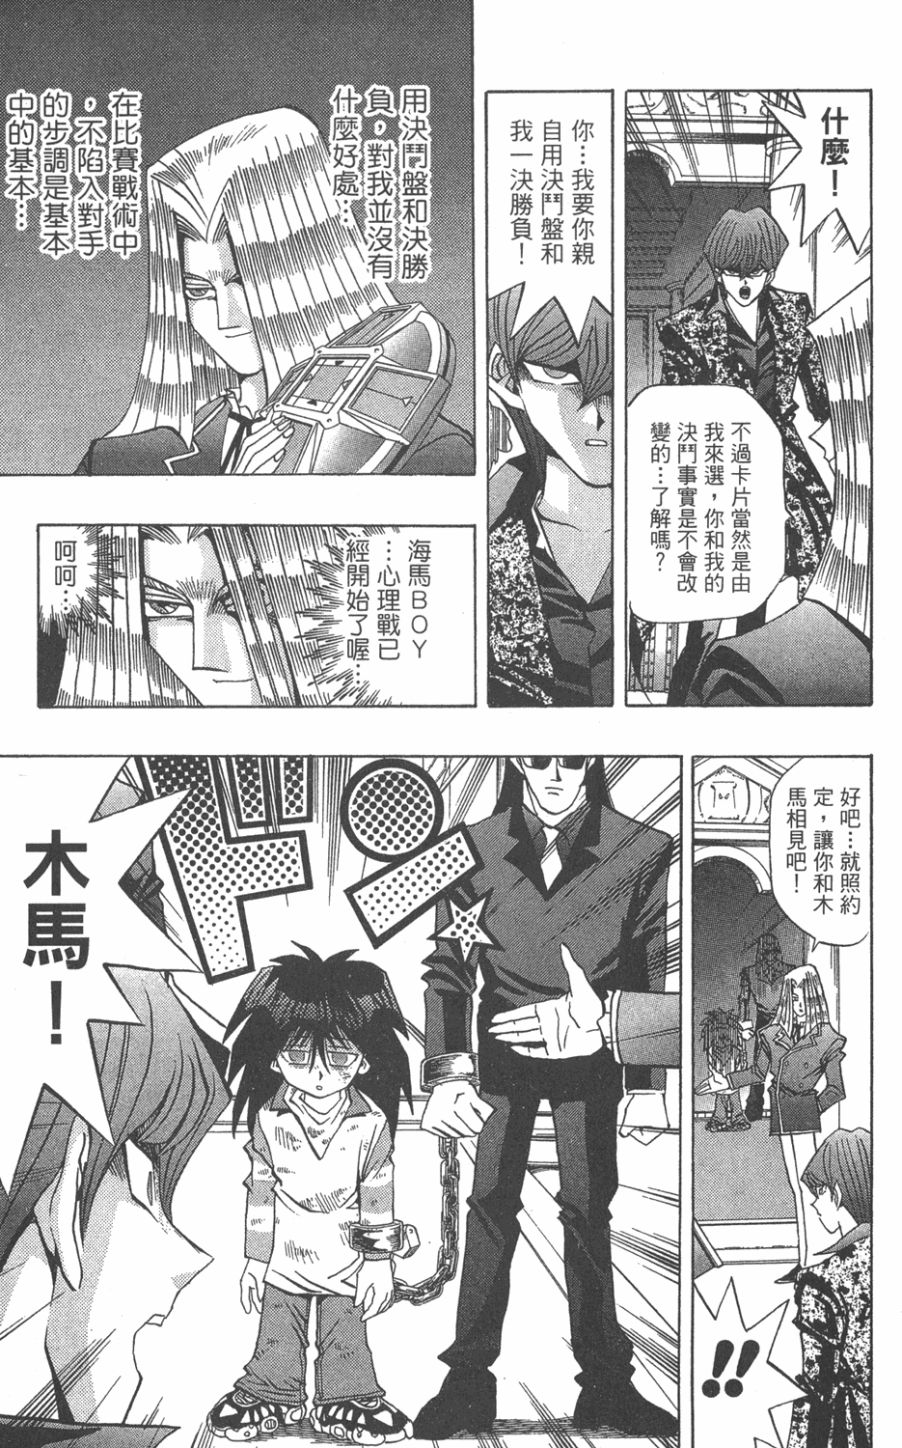 什麼！
不過卡片當然是由
我來選，你和我的
決鬥事實是不會改
變的…了解嗎？
你…我要你親
自用決鬥盤和
我一決勝負！
用決鬥盤和決勝
負，對我並沒有
什麼好處…
在比賽戰術中
，不陷入對手
的步調是基本
中的基本…
海馬BOY
…心理戰已
經開始了喔…
呵呵…
好吧…就照約
定，讓你和木
馬相見吧！
!!
木馬！